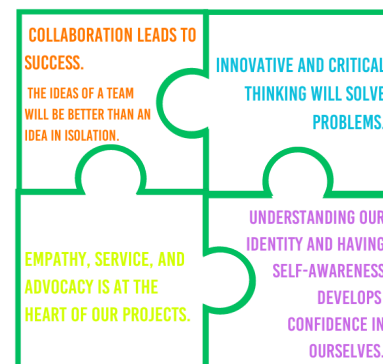 COLLABORATION LEADS TO
SUCCESS.
THE IDEAS OF A TEAM
WILL BE BETTER THAN AN
IDEA IN ISOLATION.
INNOVATIVE AND CRITICAL
THINKING WILL SOLVE
PROBLEMS.
EMPATHY, SERVICE, AND
ADVOCACY IS AT THE
HEART OF OUR PROJECTS.
UNDERSTANDING OUR
IDENTITY AND HAVING
SELF-AWARENESS
DEVELOPS
CONFIDENCE IN
OURSELVES.